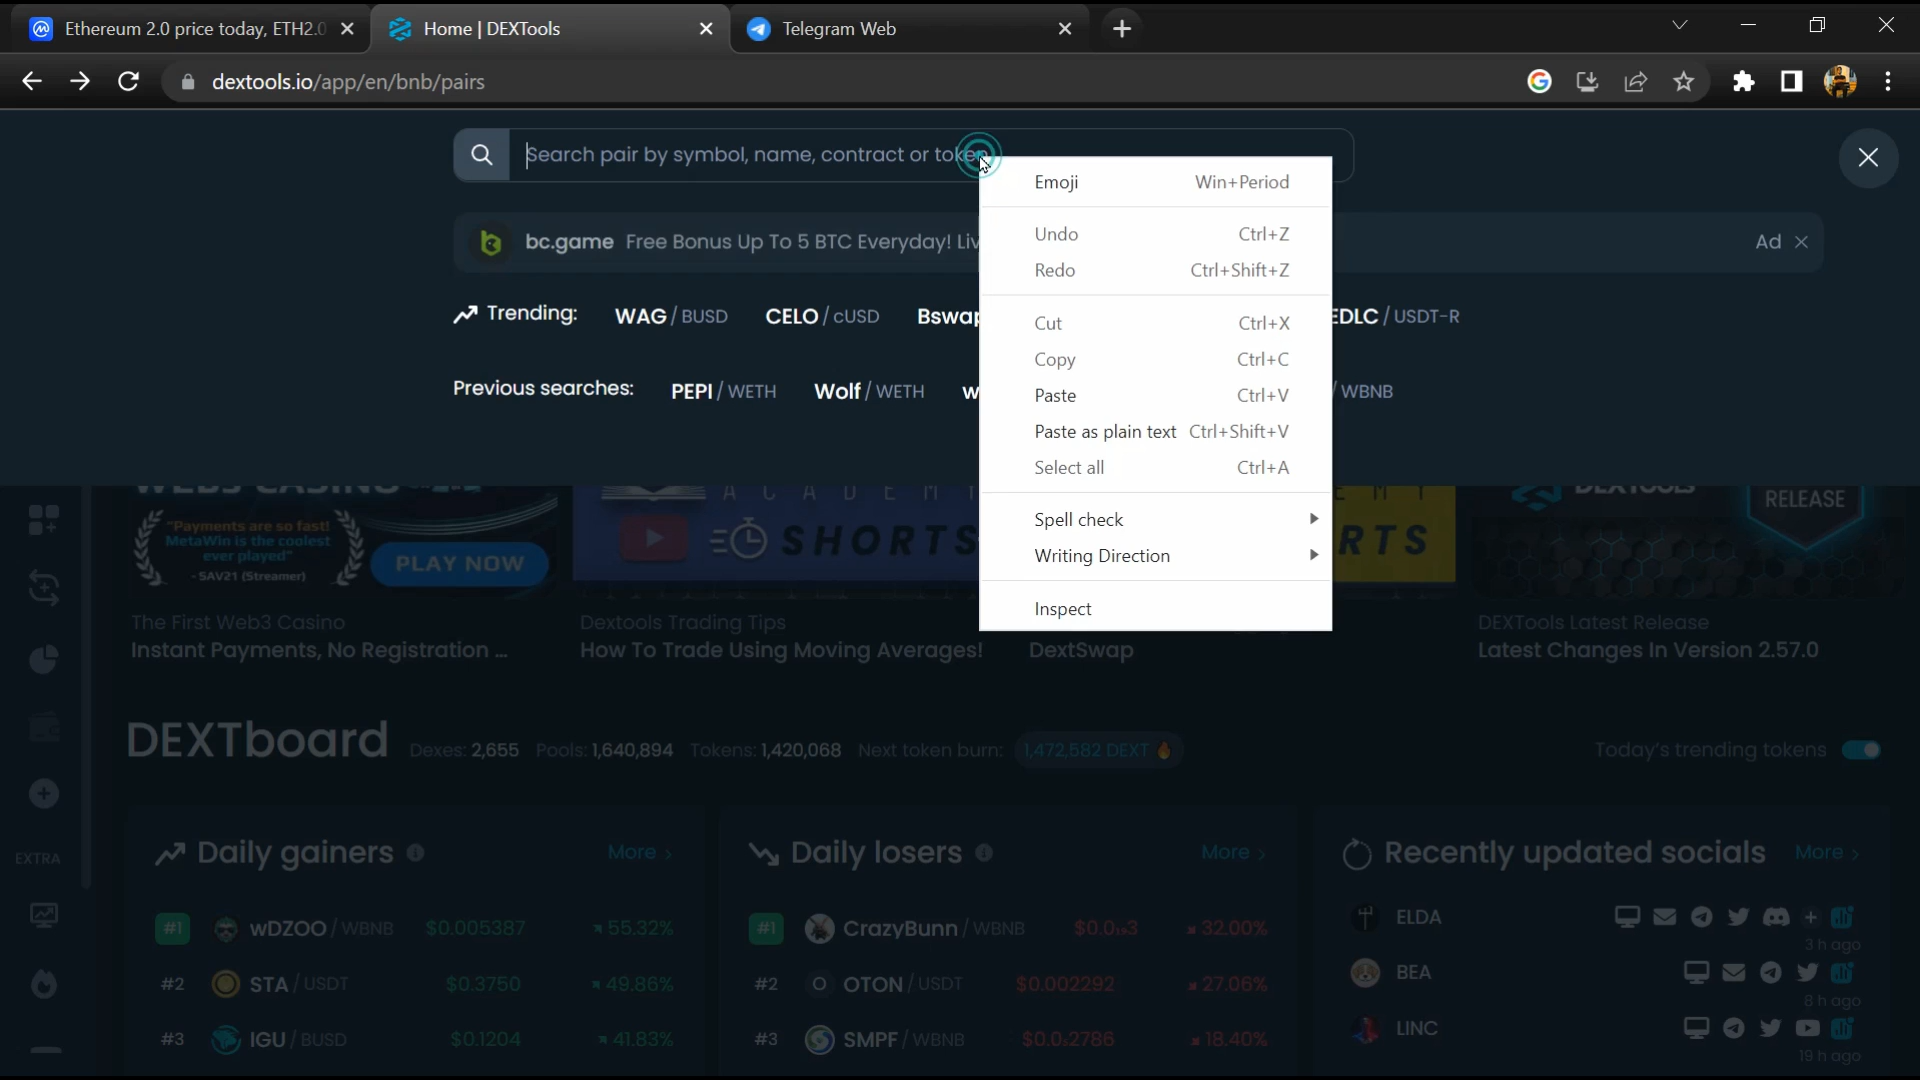 Ethereum 2.0 price today, ETH2.0
Home | DEXTools
Telegram Web
dextools.io/app/en/bnb/pairs
Search pair by symbol, name, contract or token
Emoji Win+Period
Undo Ctrl+Z
Redo Ctrl+Shift+Z
Cut Ctrl+X
Copy Ctrl+C
Paste Ctrl+V
Paste as plain text Ctrl+Shift+V
Select all Ctrl+A
Spell check
Writing Direction
Inspect
bc.game Free Bonus Up To 5 BTC Everyday! Ad
Trending: WAG / BUSD CELO / cUSD Bswap EDLC / USDT-R
Previous searches: PEPI / WETH Wolf / WETH w / WBNB
"Payments are so fast!
MetaWin is the coolest
ever played"
- SAV21 (Streamer)
PLAY NOW
ACADEMY
SHORTS
RTS
DEXTOOLS
RELEASE
The First Web3 Casino
Instant Payments, No Registration ...
Dextools Trading Tips
How To Trade Using Moving Averages!
DextSwap
DEXTools Latest Release
Latest Changes In Version 2.57.0
DEXTboard Dexes: 2,655 Pools: 1,640,894 Tokens: 1,420,068 Next token burn: 1,472,582 DEXT
Today's trending tokens
EXTRA
Daily gainers More >
#1 wDZOO / WBNB $0.005387 55.32%
#2 STA / USDT $0.3750 49.86%
#3 IGU / BUSD $0.1204 41.83%
Daily losers More >
#1 CrazyBunn / WBNB 32.00%
#2 OTON / USDT $0.002292 27.06%
#3 SMPF / WBNB $0.0₅2786 18.40%
Recently updated socials More >
ELDA
3 h ago
BEA
8 h ago
LINC
19 h ago